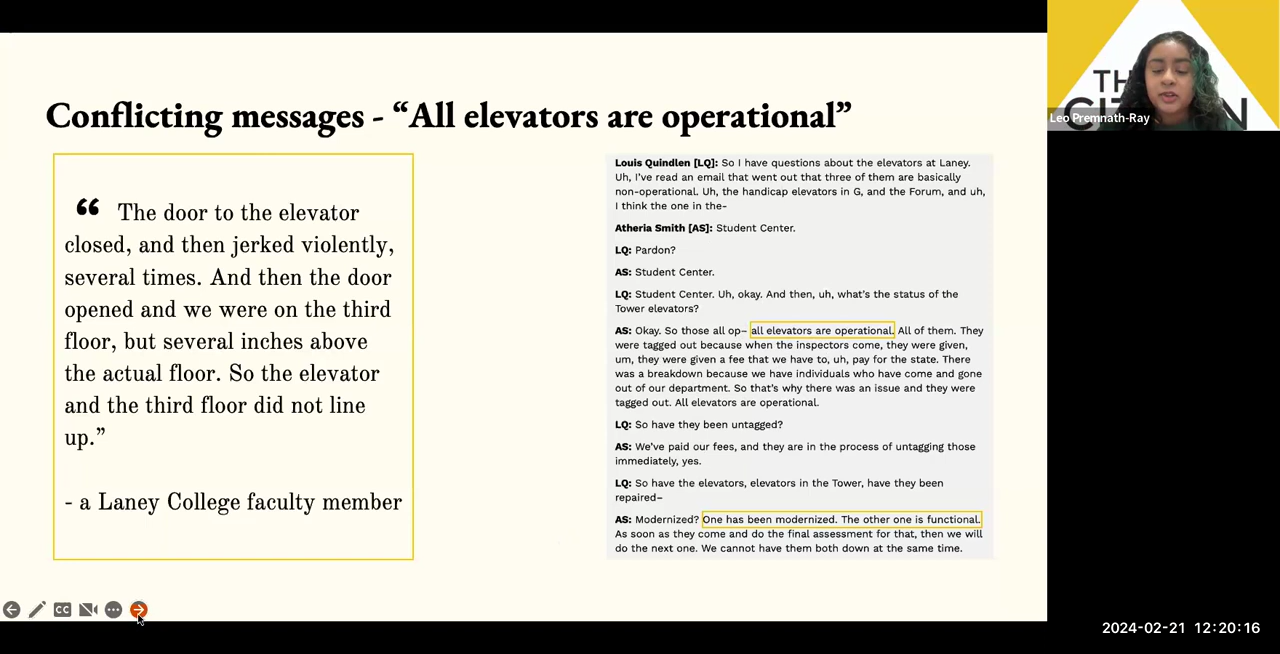 Conflicting messages - “All elevators are operational”
“ The door to the elevator
closed, and then jerked violently,
several times. And then the door
opened and we were on the third
floor, but several inches above
the actual floor. So the elevator
and the third floor did not line
up.”
- a Laney College faculty member
Louis Quindlen [LQ]: So I have questions about the elevators at Laney.
Uh, I’ve read an email that went out that three of them are basically
non-operational. Uh, the handicap elevators in G, and the Forum, and uh,
I think the one in the-
Atheria Smith [AS]: Student Center.
LQ: Pardon?
AS: Student Center.
LQ: Student Center. Uh, okay. And then, uh, what’s the status of the
Tower elevators?
AS: Okay. So those all op– all elevators are operational. All of them. They
were tagged out because when the inspectors come, they were given,
um, they were given a fee that we have to, uh, pay for the state. There
was a breakdown because we have individuals who have come and gone
out of our department. So that’s why there was an issue and they were
tagged out. All elevators are operational.
LQ: So have they been untagged?
AS: We’ve paid our fees, and they are in the process of untagging those
immediately, yes.
LQ: So have the elevators, elevators in the Tower, have they been
repaired–
AS: Modernized? One has been modernized. The other one is functional.
As soon as they come and do the final assessment for that, then we will
do the next one. We cannot have them both down at the same time.
CC
TH
Leo Premnath-Ray
2024-02-21 12:20:16